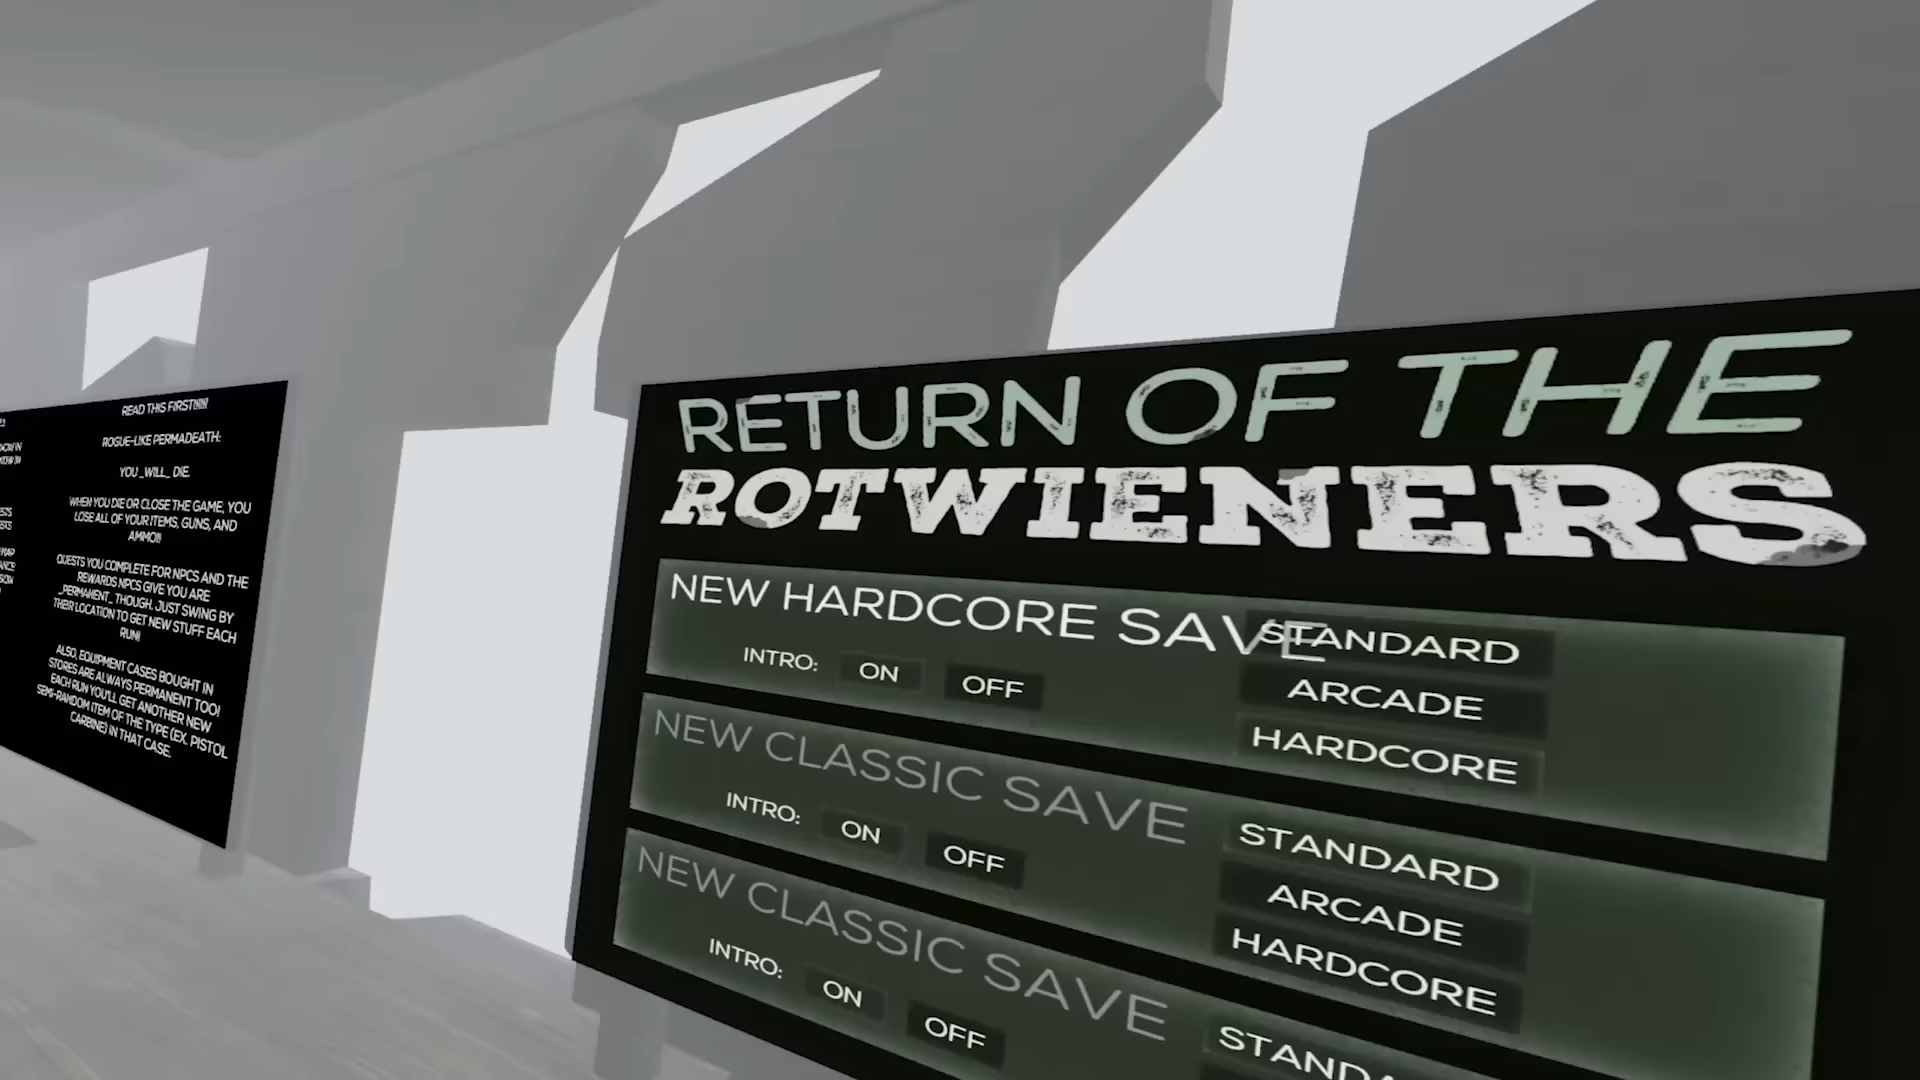 READ THIS FIRST!!!!!!
ROGUE-LIKE PERMADEATH:
YOU _WILL_ DIE.
WHEN YOU DIE OR CLOSE THE GAME, YOU
LOSE ALL OF YOUR ITEMS, GUNS, AND
AMMO!!
QUESTS YOU COMPLETE FOR NPCS AND THE
REWARDS NPCS GIVE YOU ARE
_PERMANENT_ THOUGH. JUST SWING BY
THEIR LOCATION TO GET NEW STUFF EACH
RUN!
ALSO, EQUIPMENT CASES BOUGHT IN
STORES ARE ALWAYS PERMANENT TOO!
EACH RUN YOU'LL GET ANOTHER NEW
SEMI-RANDOM ITEM OF THE TYPE (EX. PISTOL
CARBINE) IN THAT CASE.
RETURN OF THE
ROTWIENERS
NEW HARDCORE SAVE
INTRO: ON OFF
STANDARD
ARCADE
HARDCORE
NEW CLASSIC SAVE
INTRO: ON OFF
STANDARD
ARCADE
HARDCORE
NEW CLASSIC SAVE
INTRO: ON OFF